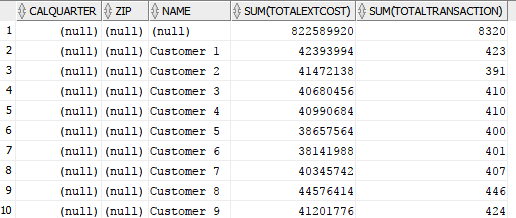 CALQUARTER ZIP NAME SUM(TOTALEXTCOST) SUM(TOTALTRANSACTION)
1 (null) (null) (null) 822589920 8320
2 (null) (null) Customer 1 42393994 423
3 (null) (null) Customer 2 41472138 391
4 (null) (null) Customer 3 40680456 410
5 (null) (null) Customer 4 40990684 410
6 (null) (null) Customer 5 38657564 400
7 (null) (null) Customer 6 38141988 401
8 (null) (null) Customer 7 40345742 407
9 (null) (null) Customer 8 44576414 446
10 (null) (null) Customer 9 41201776 424